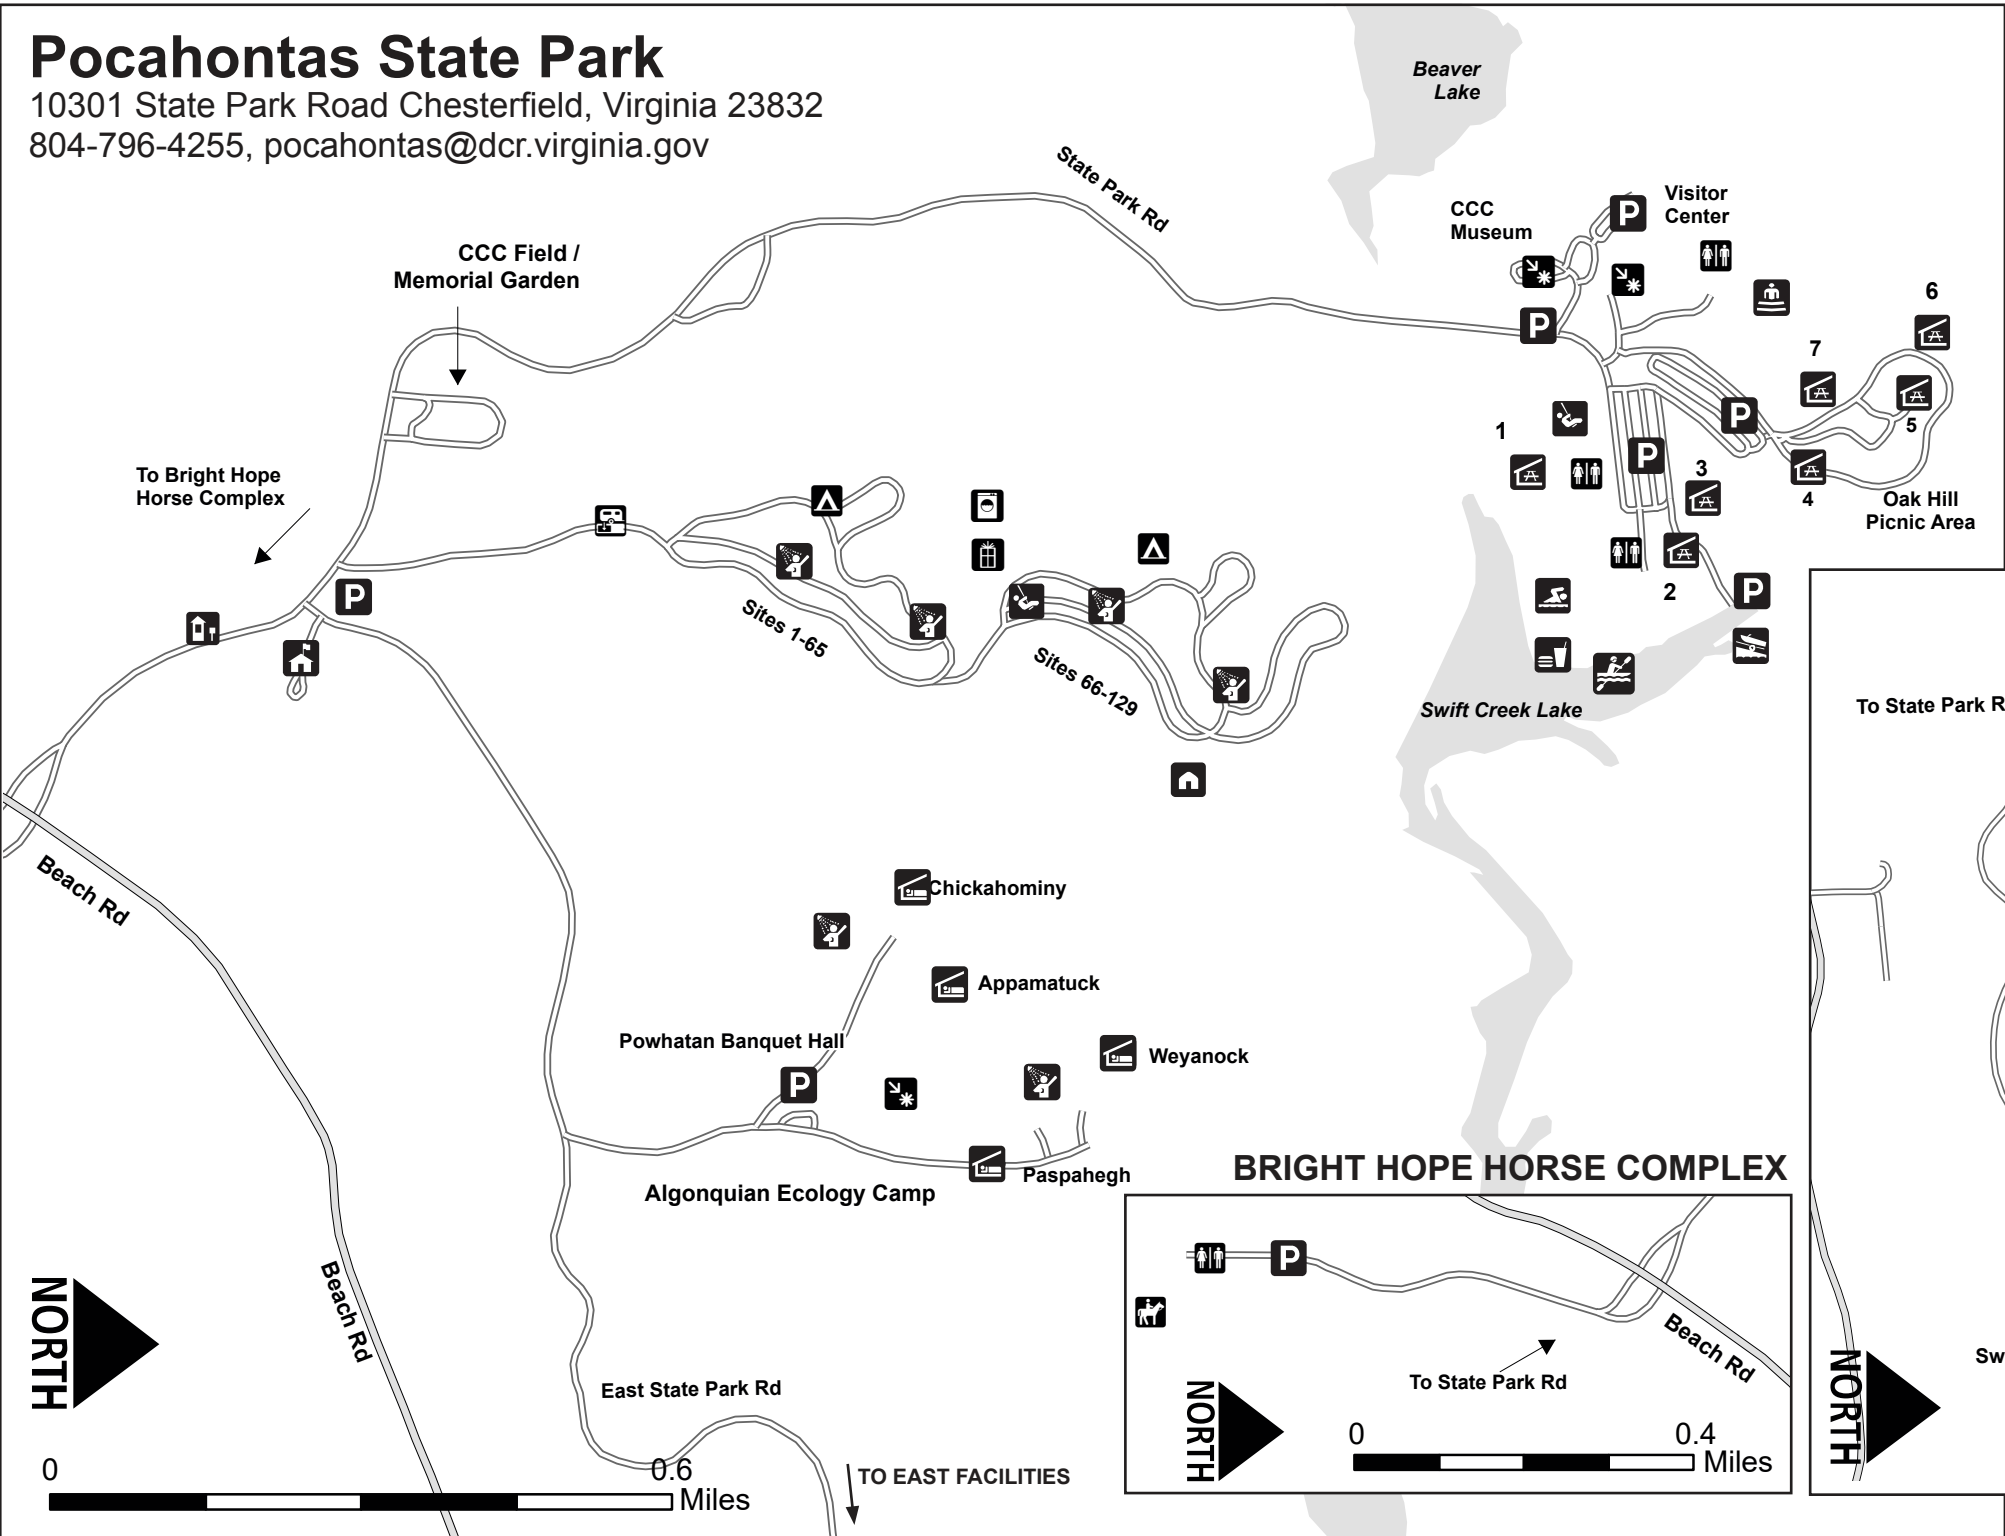 Pocahontas State Park
10301 State Park Road Chesterfield, Virginia 23832
804-796-4255, pocahontas@dcr.virginia.gov
Beaver
Lake
State Park Rd
CCC
Museum
Visitor
Center
P
P
CCC Field /
Memorial Garden
6
7
5
P
1
P
3
4
Oak Hill
Picnic Area
2
P
To Bright Hope
Horse Complex
P
Sites 1-65
Sites 66-129
Swift Creek Lake
To State Park R
Beach Rd
Chickahominy
Appamatuck
Powhatan Banquet Hall
Weyanock
P
Paspahegh
Algonquian Ecology Camp
BRIGHT HOPE HORSE COMPLEX
P
Beach Rd
To State Park Rd
NORTH
0
0.4
Miles
NORTH
Sw
Beach Rd
East State Park Rd
TO EAST FACILITIES
NORTH
0
0.6
Miles